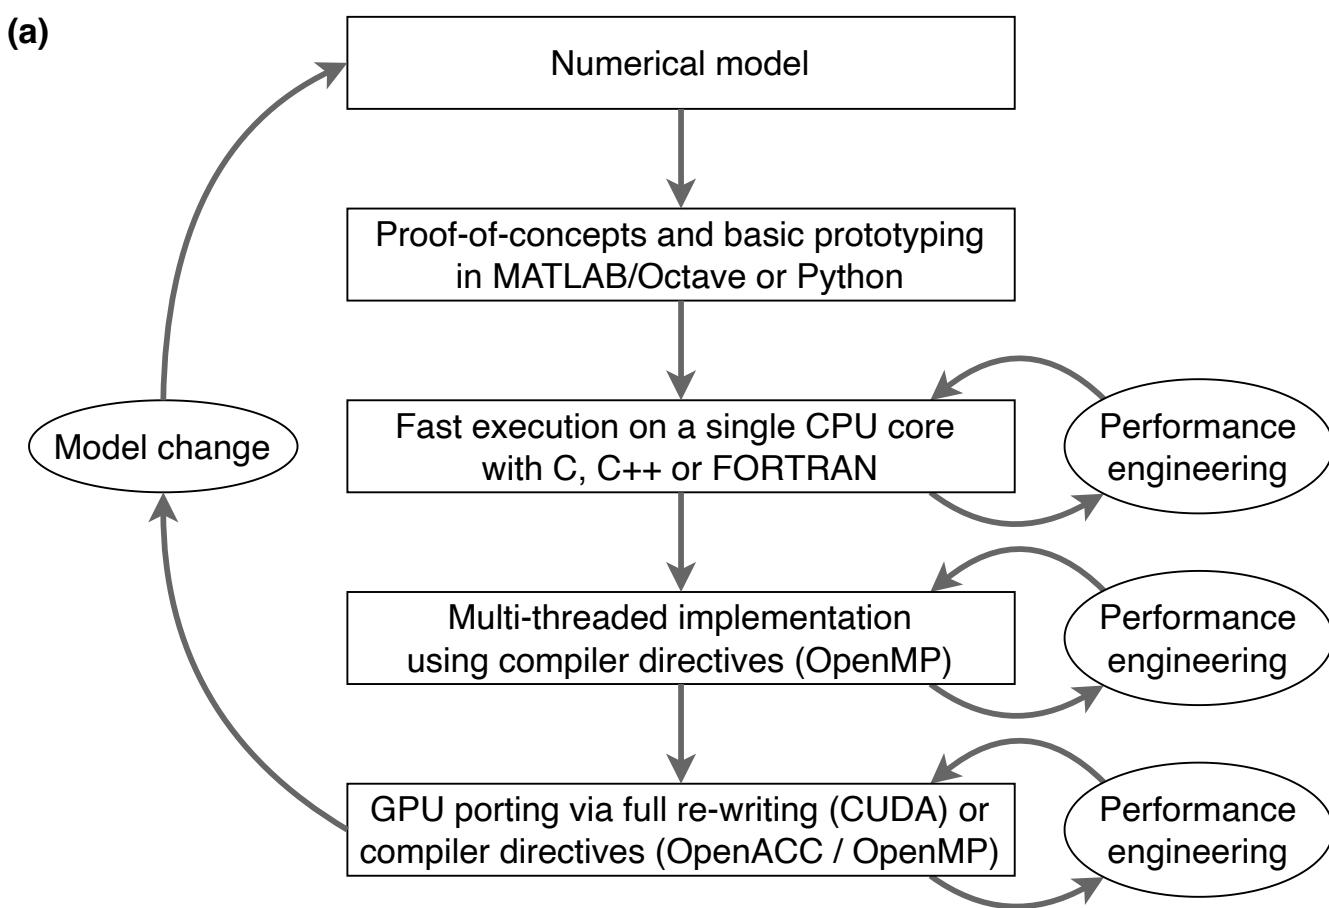 (a)
Numerical model
Proof-of-concepts and basic prototyping
in MATLAB/Octave or Python
Model change
Fast execution on a single CPU core
with C, C++ or FORTRAN
Performance
engineering
Multi-threaded implementation
using compiler directives (OpenMP)
Performance
engineering
GPU porting via full re-writing (CUDA) or
compiler directives (OpenACC / OpenMP)
Performance
engineering